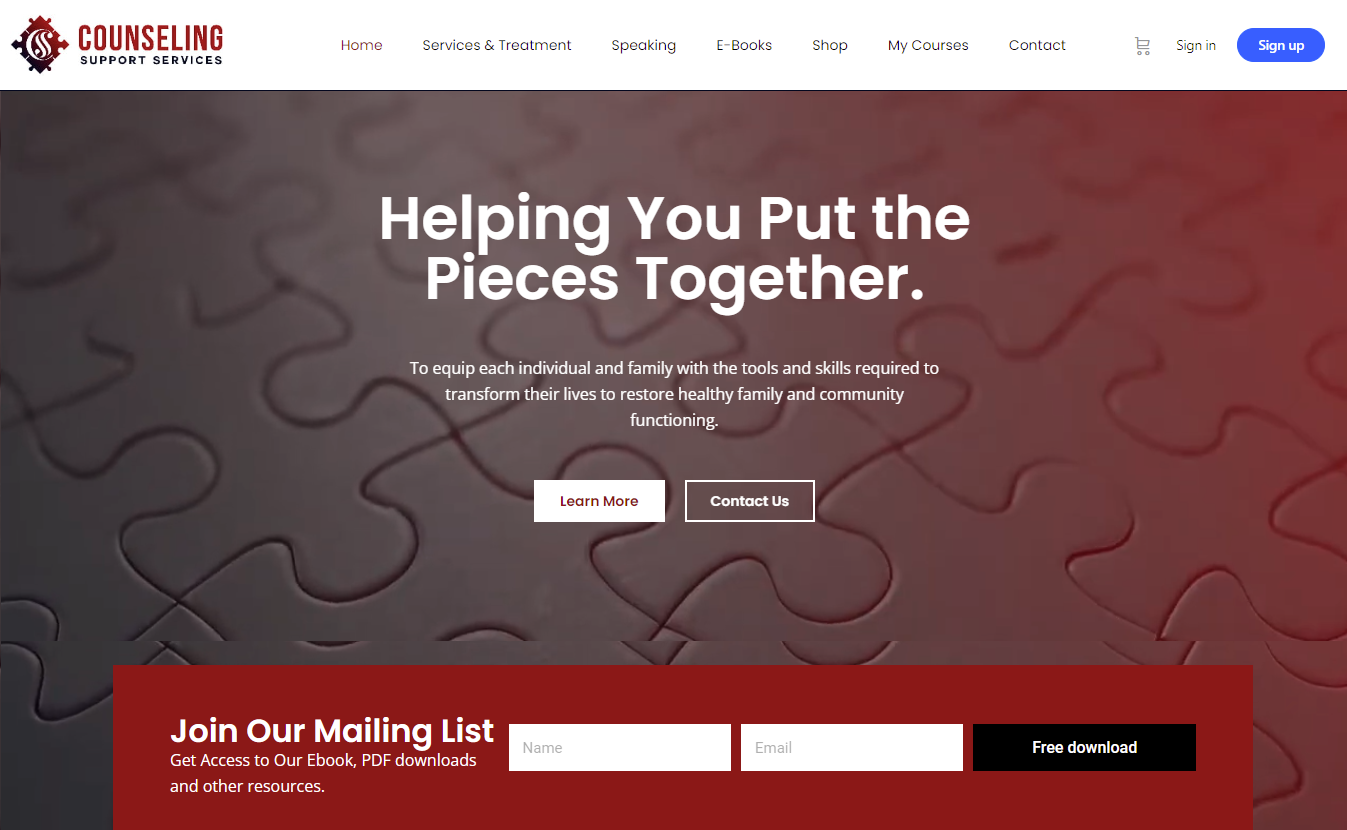 COUNSELING
SUPPORT SERVICES
Home
Services & Treatment
Speaking
E-Books
Shop
My Courses
Contact
Sign in
Sign up
Helping You Put the
Pieces Together.
To equip each individual and family with the tools and skills required to
transform their lives to restore healthy family and community
functioning.
Learn More
Contact Us
Join Our Mailing List
Get Access to Our Ebook, PDF downloads
and other resources.
Name
Email
Free download